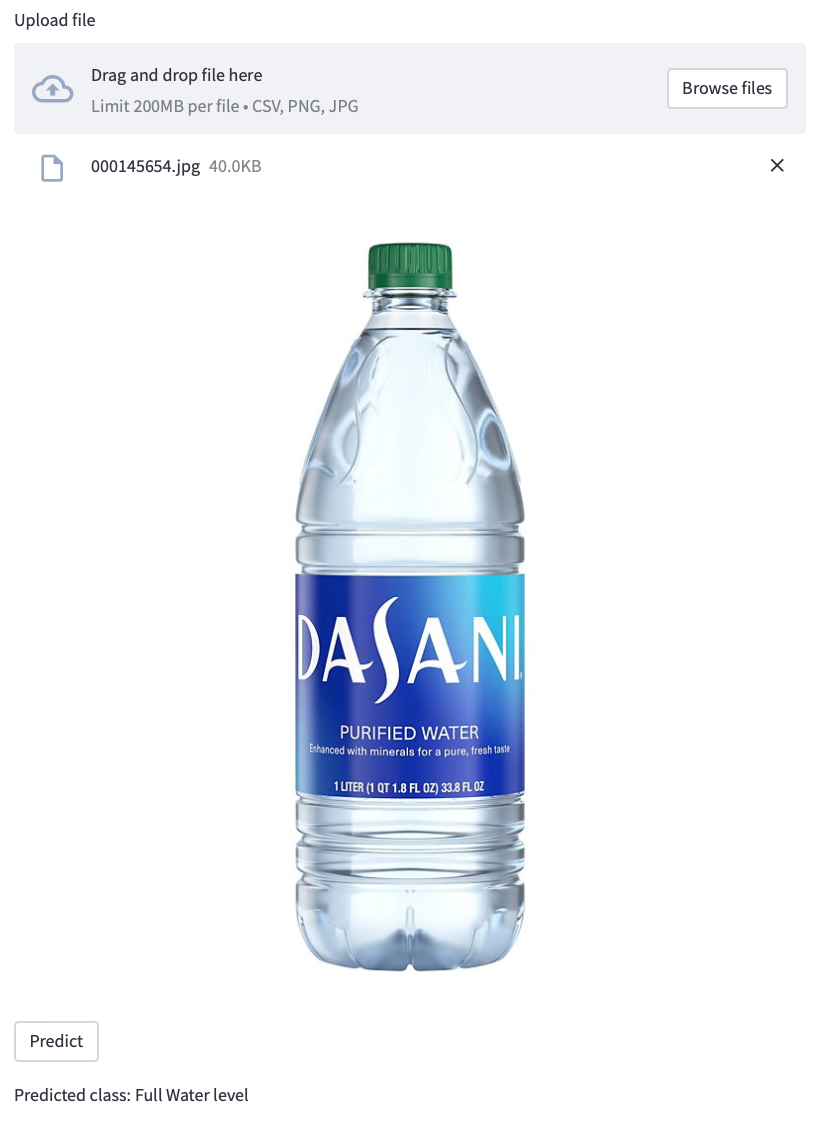 Upload file
Drag and drop file here
Limit 200MB per file • CSV, PNG, JPG
Browse files
000145654.jpg 40.0KB
DASANI
PURIFIED WATER
Enhanced with minerals for a pure, fresh taste
1 LITER (1 QT 1.8 FL OZ) 33.8 FL OZ
Predict
Predicted class: Full Water level